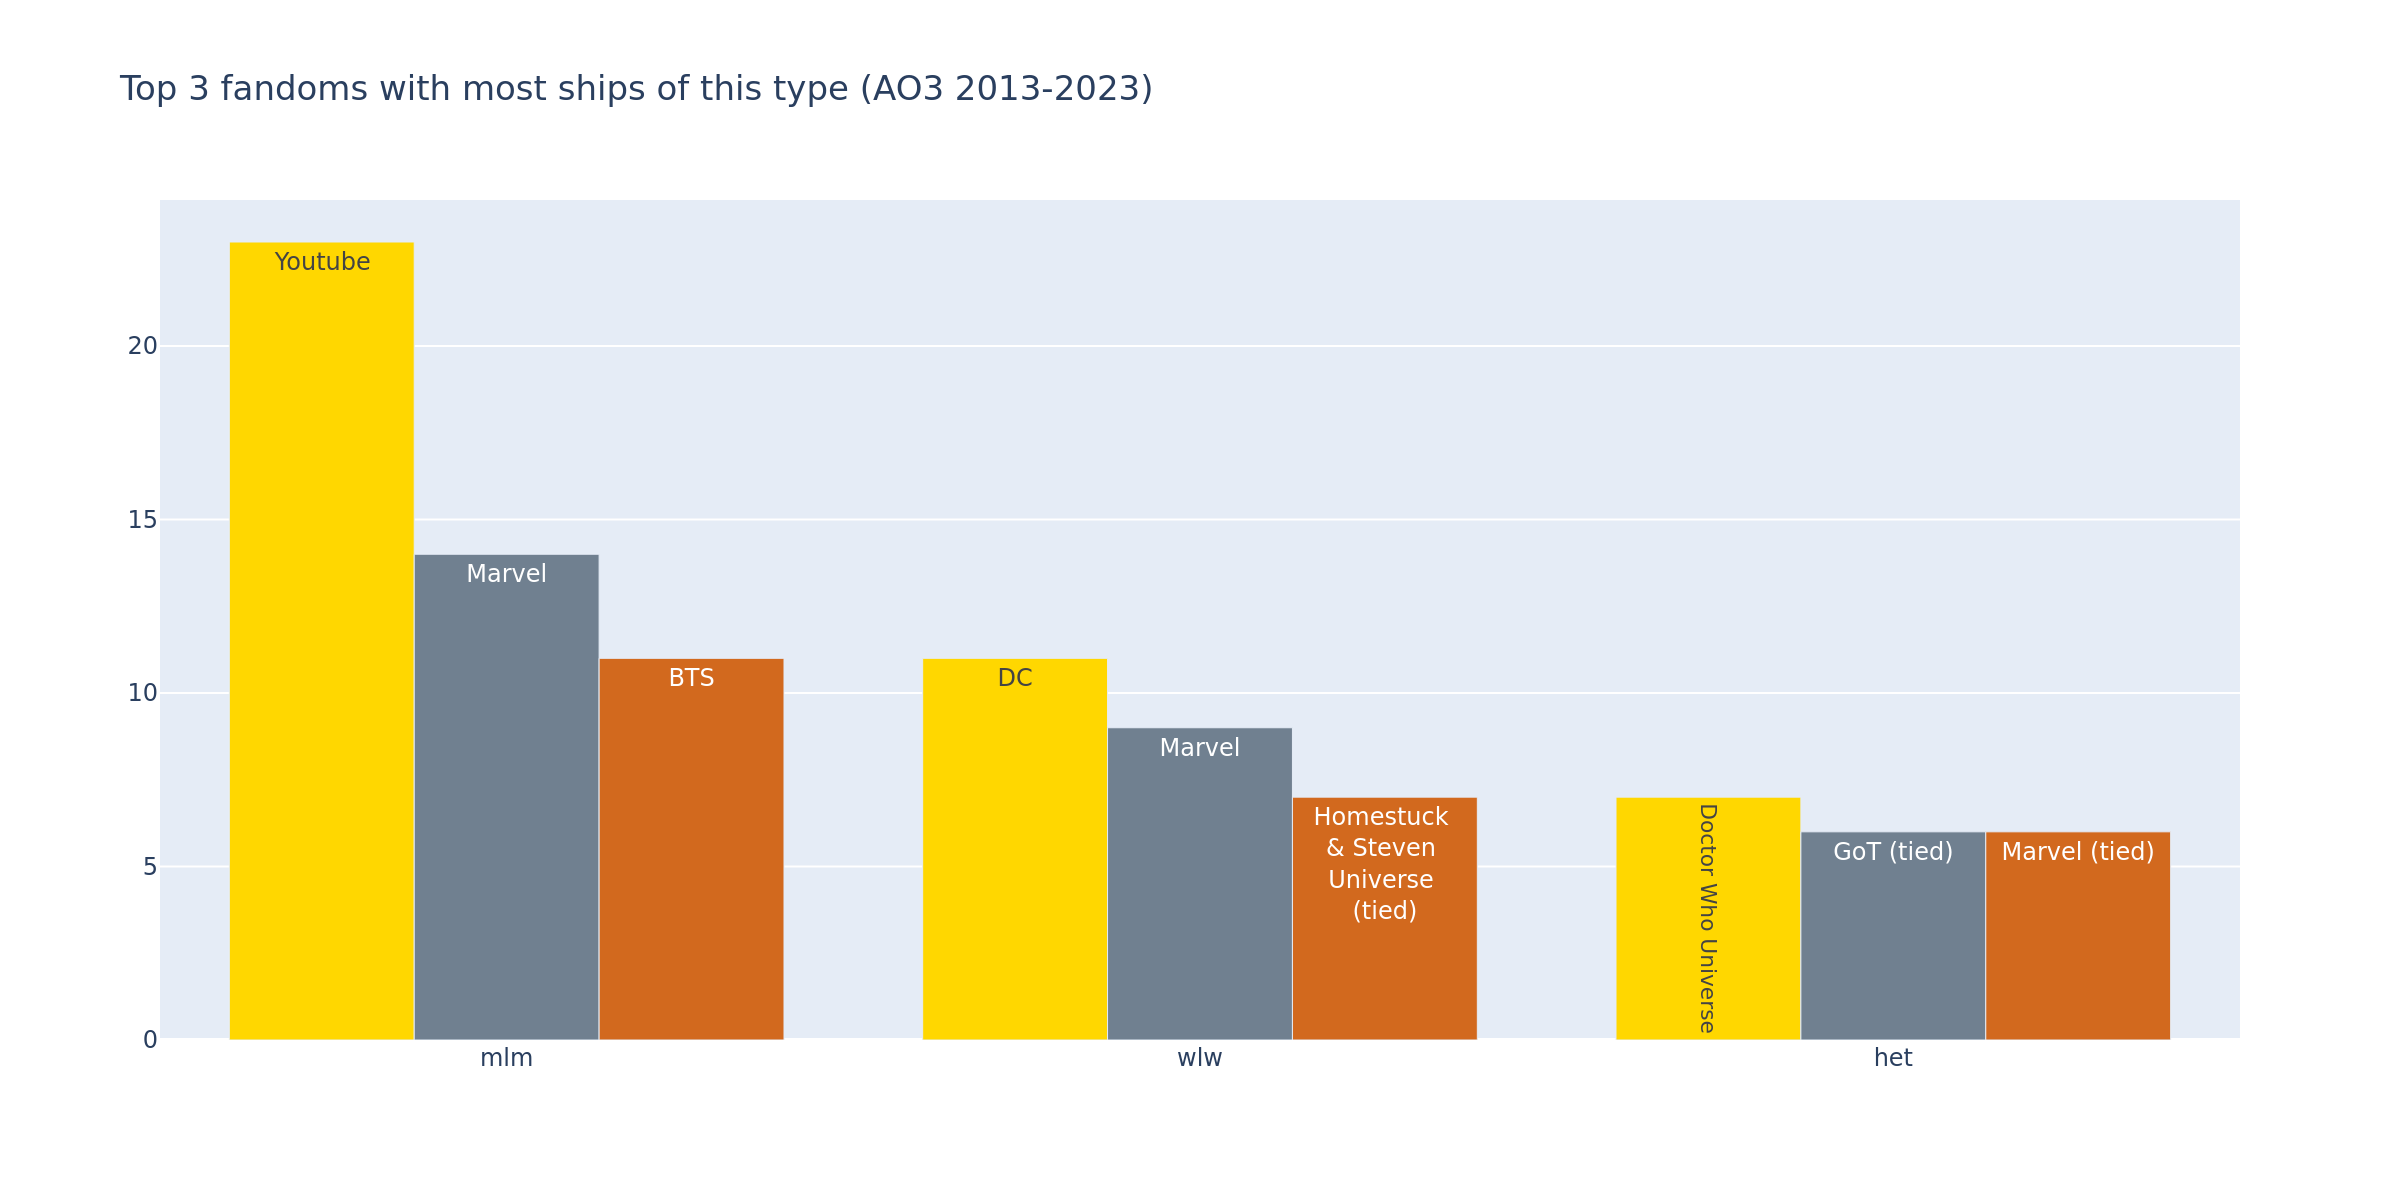 Top 3 fandoms with most ships of this type (AO3 2013-2023)
20
15
10
5
0
Youtube
Marvel
BTS
DC
Marvel
Homestuck
& Steven
Universe
(tied)
Doctor Who Universe
GoT (tied)
Marvel (tied)
mlm
wlw
het